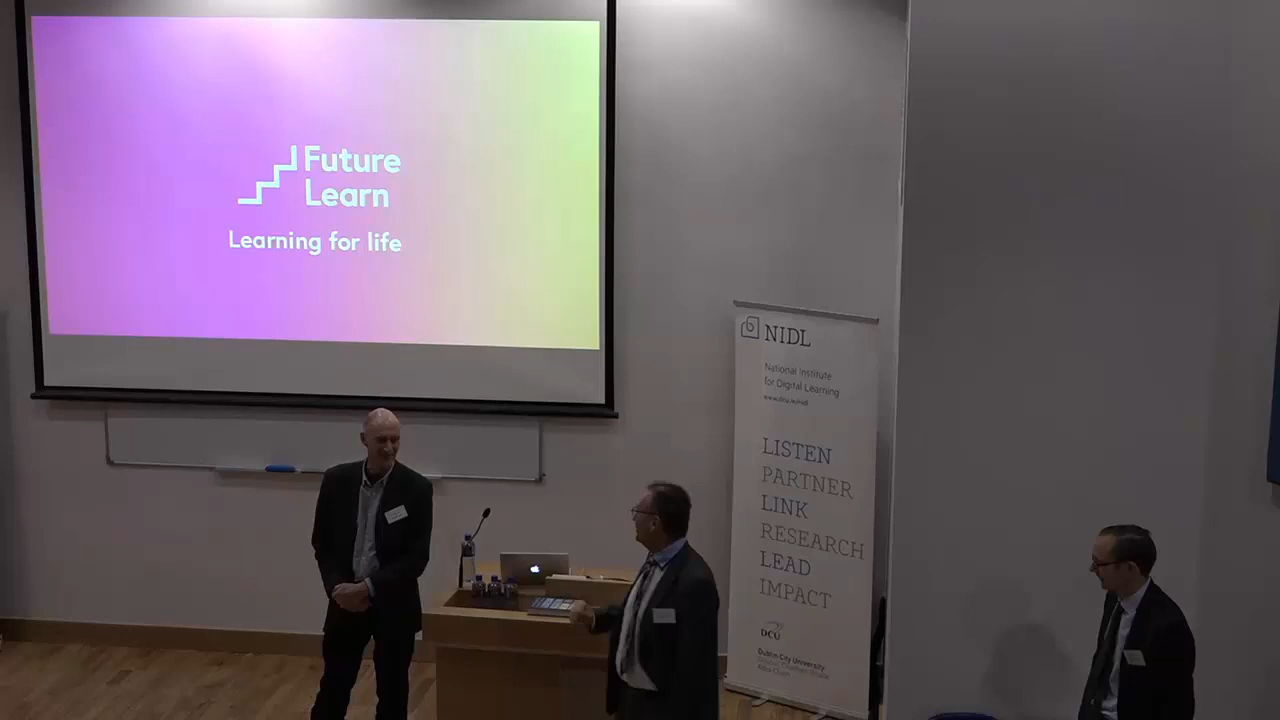 Future
Learn
Learning for life
NIDL
National Institute
for Digital Learning
LISTEN
PARTNER
LINK
RESEARCH
LEAD
IMPACT
DCU
Dublin City University